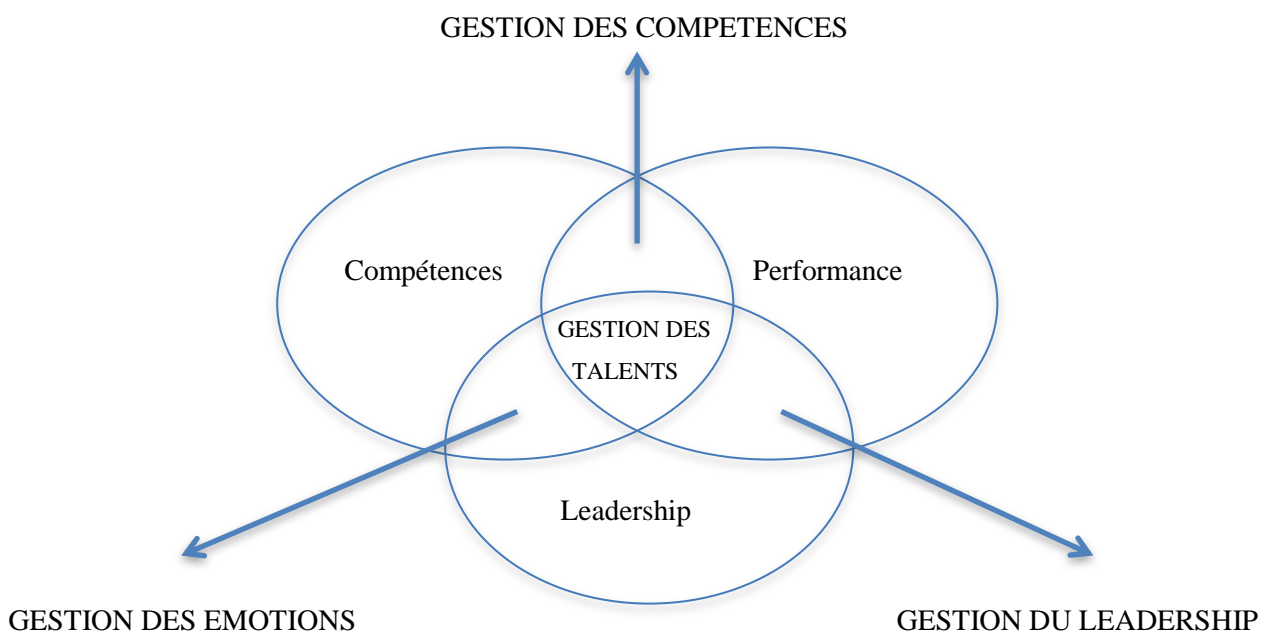 GESTION DES COMPETENCES
Compétences
Performance
GESTION DES
TALENTS
Leadership
GESTION DES EMOTIONS
GESTION DU LEADERSHIP